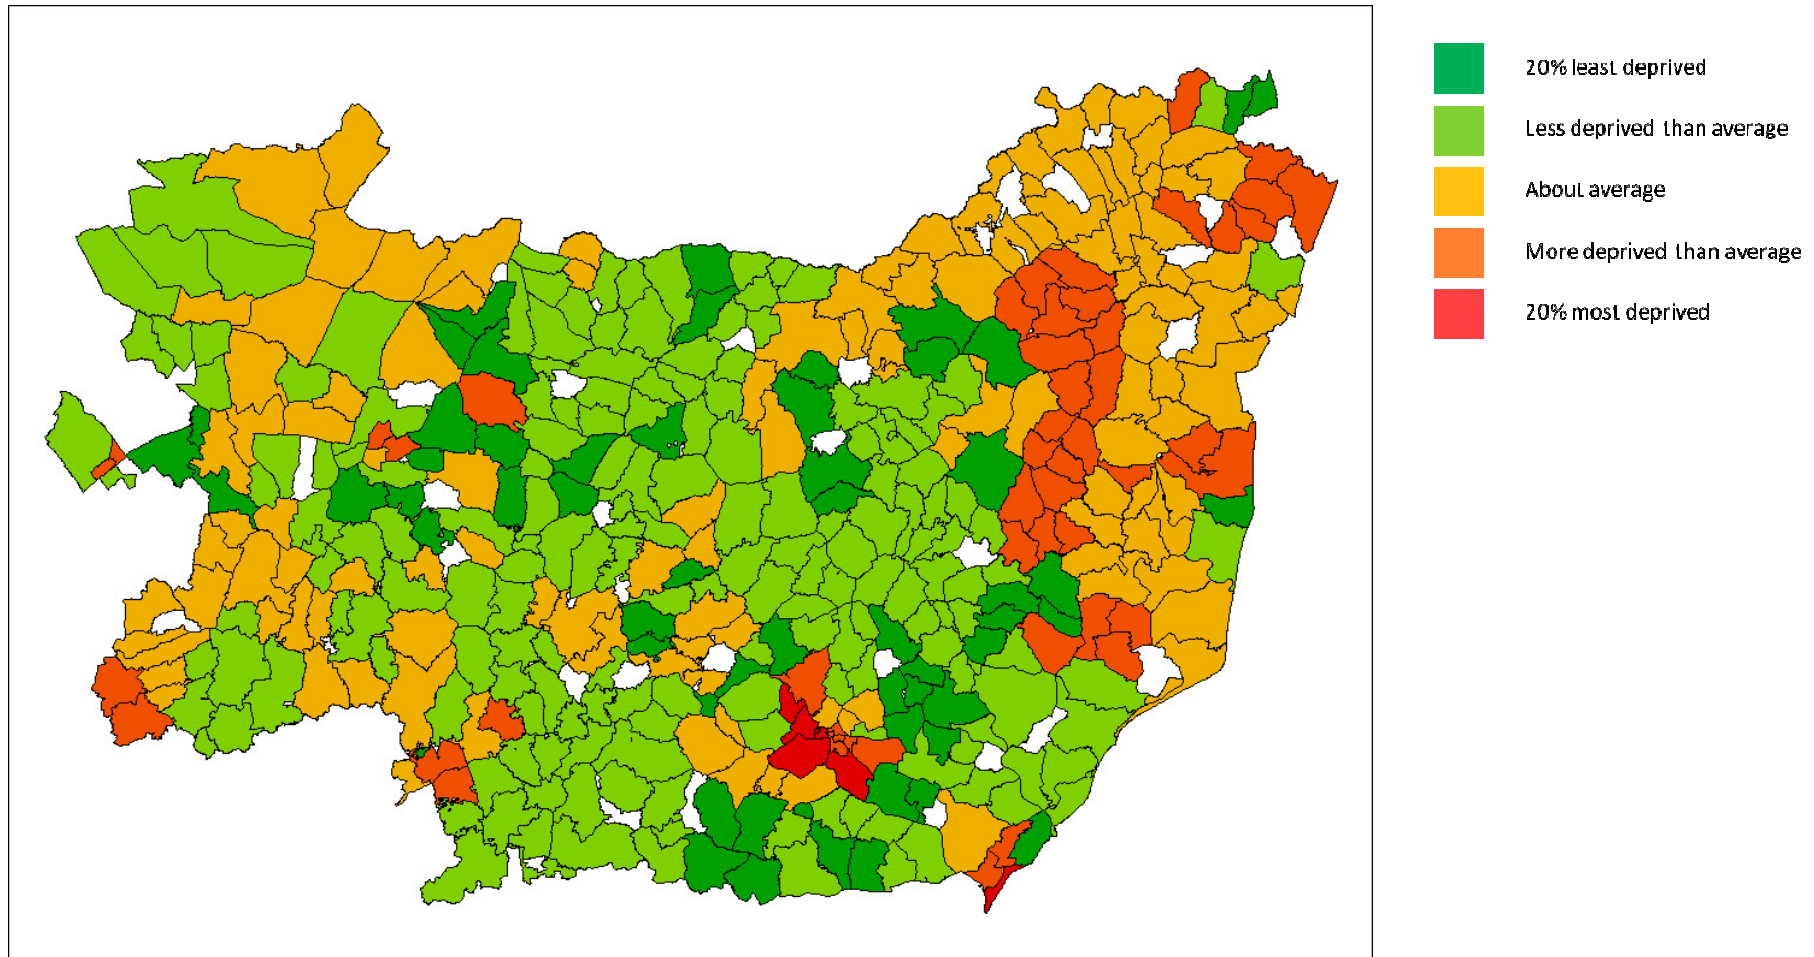 20% least deprived
Less deprived than average
About average
More deprived than average
20% most deprived